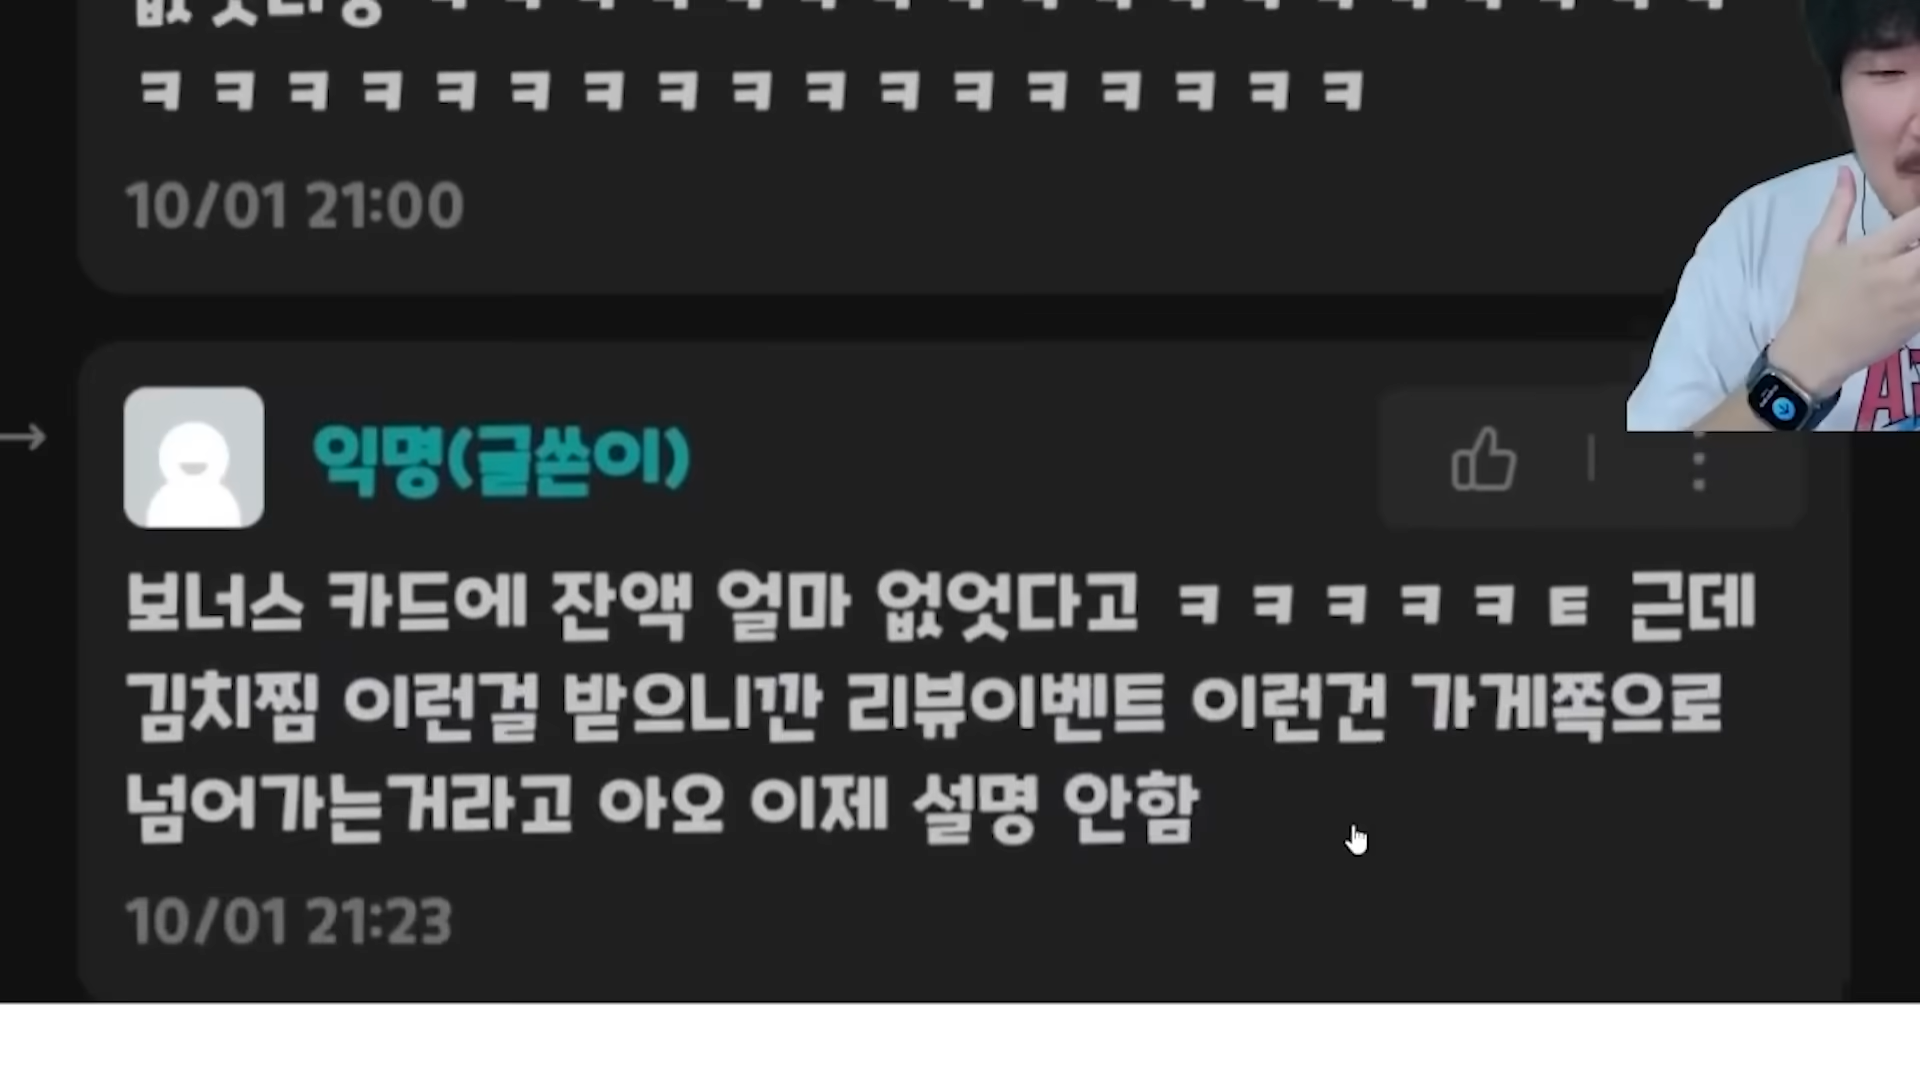 ㅋㅋㅋㅋㅋㅋㅋㅋㅋㅋㅋㅋㅋㅋㅋㅋㅋ
10/01 21:00
익명(글쓴이)
보너스 카드에 잔액 얼마 없엇다고 ㅋㅋㅋㅋㅋㅌ 근데
김치찜 이런걸 받으니깐 리뷰이벤트 이런건 가게쪽으로
넘어가는거라고 아오 이제 설명 안함
10/01 21:23